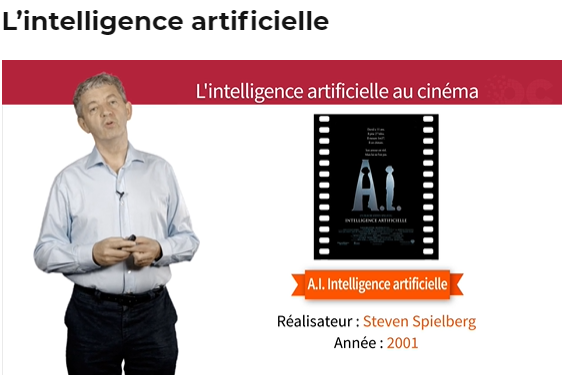 L’intelligence artificielle
L'intelligence artificielle au cinéma
A.I.
INTELLIGENCE ARTIFICIELLE
A.I. Intelligence artificielle
Réalisateur : Steven Spielberg
Année : 2001